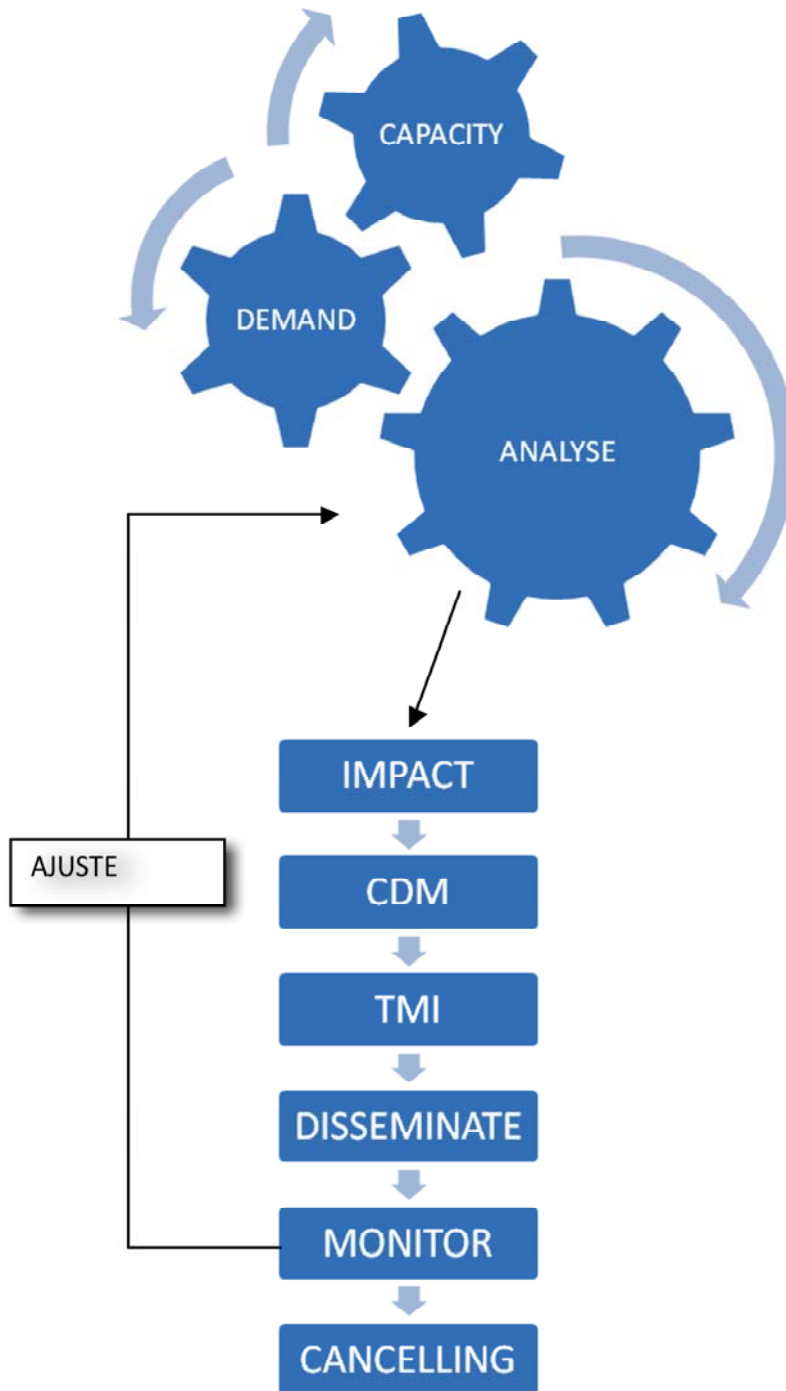 CAPACITY
DEMAND
ANALYSE
IMPACT
AJUSTE
CDM
TMI
DISSEMINATE
MONITOR
CANCELLING